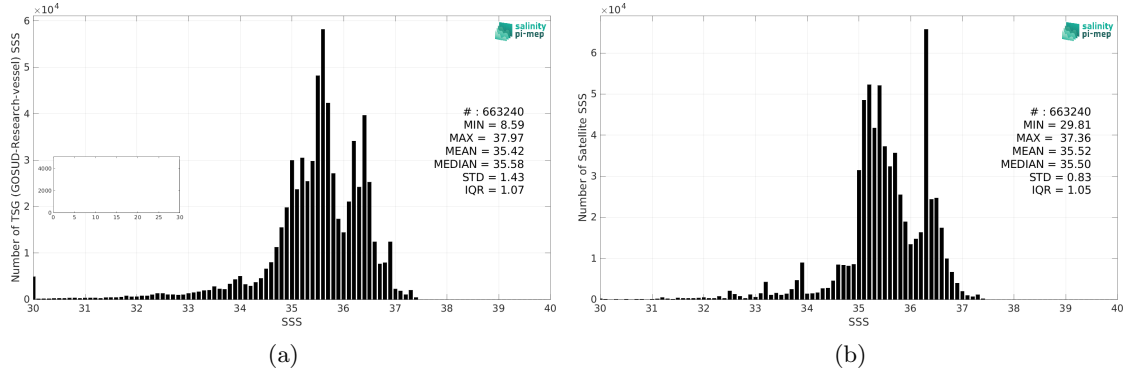 ×10⁴
Number of TSG (GOSUD-Research-vessel) SSS
6
5
4
3
2
1
0
salinity
pi-mep
# : 663240
MIN = 8.59
MAX = 37.97
MEAN = 35.42
MEDIAN = 35.58
STD = 1.43
IQR = 1.07
4000
2000
0
0 5 10 15 20 25 30
30 31 32 33 34 35 36 37 38 39 40
SSS
(a)
×10⁴
Number of Satellite SSS
6
5
4
3
2
1
0
salinity
pi-mep
# : 663240
MIN = 29.81
MAX = 37.36
MEAN = 35.52
MEDIAN = 35.50
STD = 0.83
IQR = 1.05
30 31 32 33 34 35 36 37 38 39 40
SSS
(b)